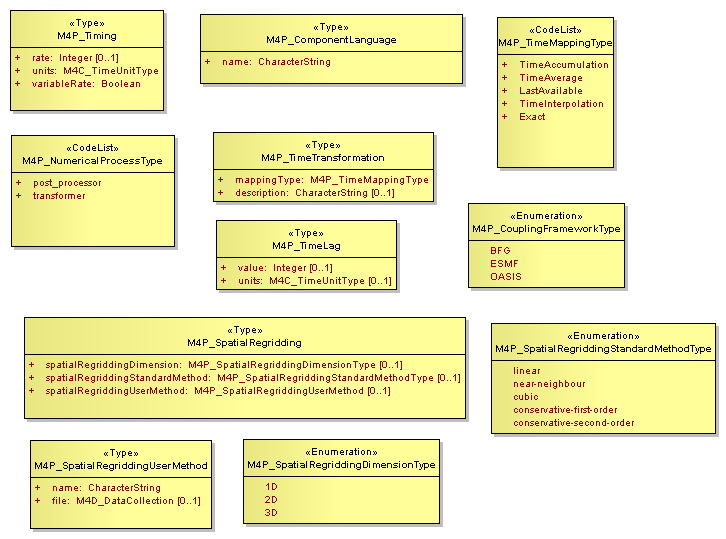 «Type»
M4P_Timing
+ rate: Integer [0..1]
+ units: M4C_TimeUnitType
+ variableRate: Boolean
«Type»
M4P_ComponentLanguage
+ name: CharacterString
«CodeList»
M4P_TimeMappingType
+ TimeAccumulation
+ TimeAverage
+ LastAvailable
+ TimeInterpolation
+ Exact
«CodeList»
M4P_NumericalProcessType
+ post_processor
+ transformer
«Type»
M4P_TimeTransformation
+ mappingType: M4P_TimeMappingType
+ description: CharacterString [0..1]
«Type»
M4P_TimeLag
+ value: Integer [0..1]
+ units: M4C_TimeUnitType [0..1]
«Enumeration»
M4P_CouplingFrameworkType
BFG
ESMF
OASIS
«Type»
M4P_SpatialRegridding
+ spatialRegriddingDimension: M4P_SpatialRegriddingDimensionType [0..1]
+ spatialRegriddingStandardMethod: M4P_SpatialRegriddingStandardMethodType [0..1]
+ spatialRegriddingUserMethod: M4P_SpatialRegriddingUserMethod [0..1]
«Enumeration»
M4P_SpatialRegriddingStandardMethodType
linear
near-neighbour
cubic
conservative-first-order
conservative-second-order
«Type»
M4P_SpatialRegriddingUserMethod
+ name: CharacterString
+ file: M4D_DataCollection [0..1]
«Enumeration»
M4P_SpatialRegriddingDimensionType
1D
2D
3D